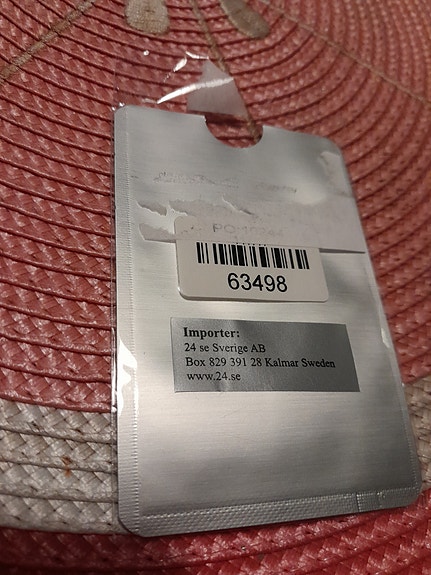 63498
Importer:
24 se Sverige AB
Box 829 391 28 Kalmar Sweden
www.24.se